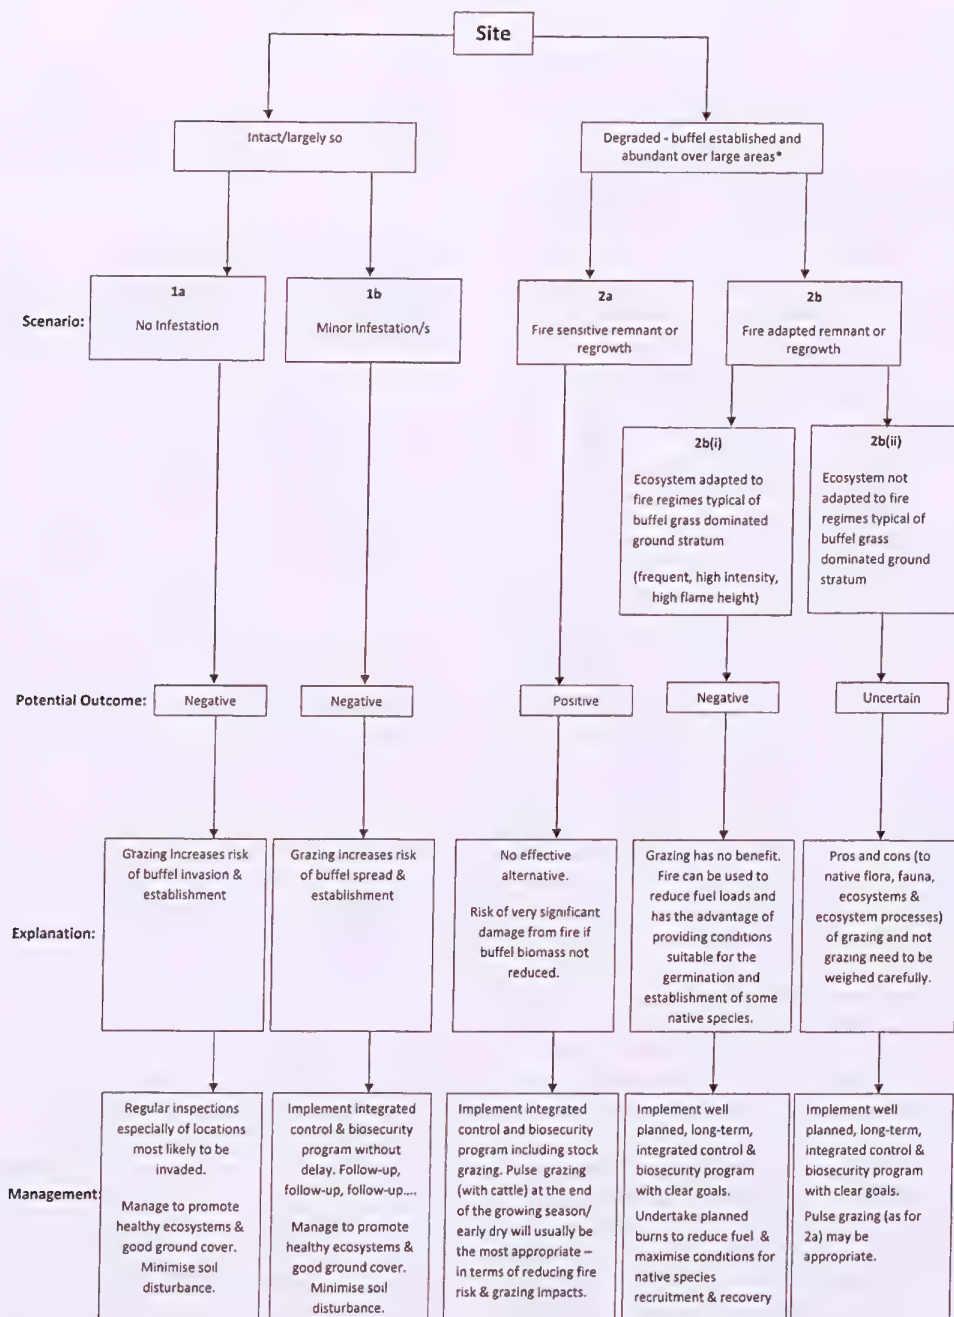 Site
Intact/largely so
Degraded - buffel established and
abundant over large areas*
Scenario:
1a
No Infestation
1b
Minor Infestation/s
2a
Fire sensitive remnant or
regrowth
2b
Fire adapted remnant or
regrowth
2b(i)
Ecosystem adapted to
fire regimes typical of
buffel grass dominated
ground stratum
(frequent, high intensity,
high flame height)
2b(ii)
Ecosystem not
adapted to fire
regimes typical of
buffel grass
dominated ground
stratum
Potential Outcome:
Negative
Negative
Positive
Negative
Uncertain
Explanation:
Grazing increases risk
of buffel invasion &
establishment
Grazing increases risk
of buffel spread &
establishment
No effective
alternative.
Risk of very significant
damage from fire if
buffel biomass not
reduced.
Grazing has no benefit.
Fire can be used to
reduce fuel loads and
has the advantage of
providing conditions
suitable for the
germination and
establishment of some
native species.
Pros and cons (to
native flora, fauna,
ecosystems &
ecosystem processes)
of grazing and not
grazing need to be
weighed carefully.
Management:
Regular inspections
especially of locations
most likely to be
invaded.
Manage to promote
healthy ecosystems &
good ground cover.
Minimise soil
disturbance.
Implement integrated
control & biosecurity
program without
delay. Follow-up,
follow-up, follow-up....
Manage to promote
healthy ecosystems &
good ground cover.
Minimise soil
disturbance.
Implement integrated
control and biosecurity
program including stock
grazing. Pulse grazing
(with cattle) at the end
of the growing season/
early dry will usually be
the most appropriate –
in terms of reducing fire
risk & grazing impacts.
Implement well
planned, long-term,
integrated control &
biosecurity program
with clear goals.
Undertake planned
burns to reduce fuel &
maximise conditions for
native species
recruitment & recovery
Implement well
planned, long-term,
integrated control &
biosecurity program
with clear goals.
Pulse grazing (as for
2a) may be
appropriate.